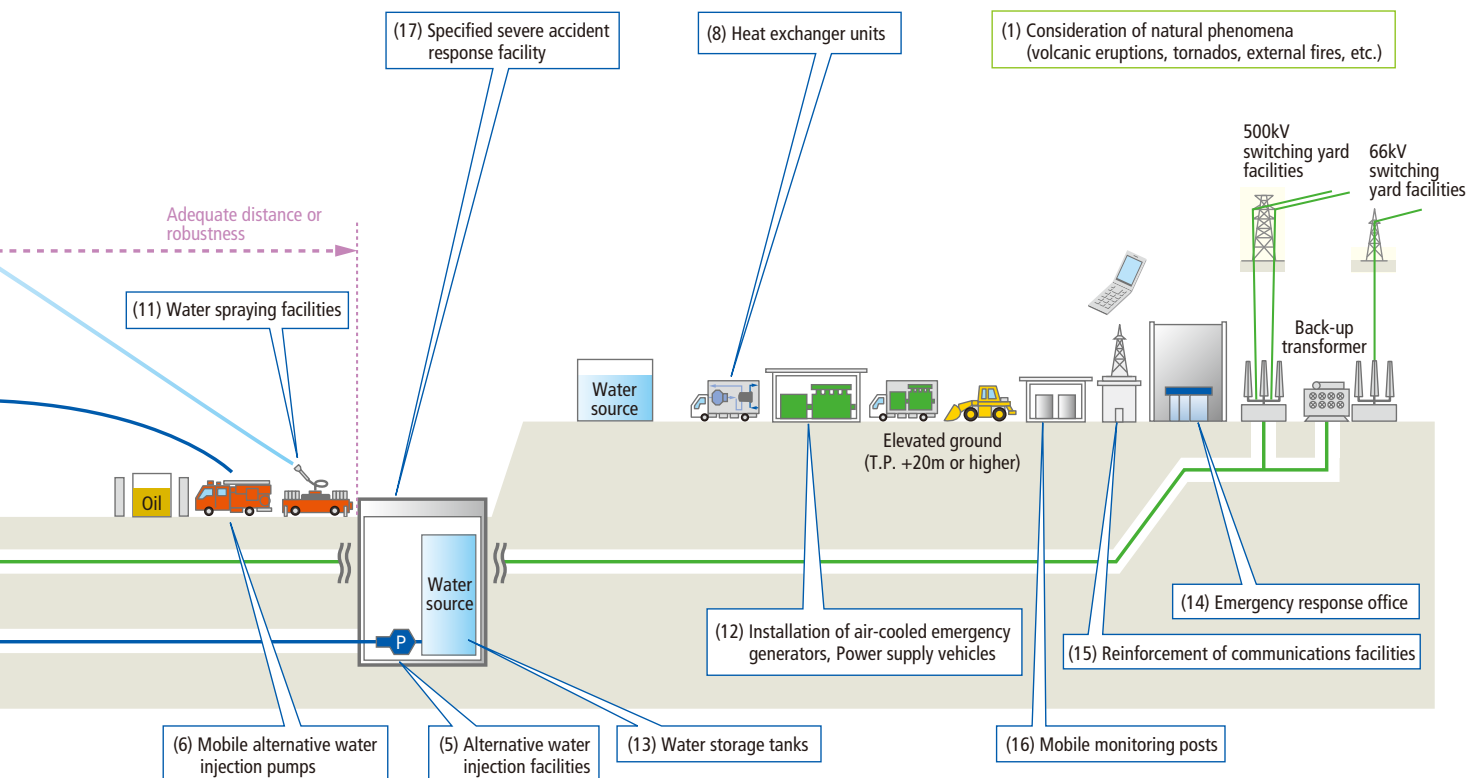 (17) Specified severe accident
response facility
(8) Heat exchanger units
(1) Consideration of natural phenomena
(volcanic eruptions, tornados, external fires, etc.)
500kV
switching yard
facilities
66kV
switching
yard facilities
Adequate distance or
robustness
(11) Water spraying facilities
Back-up
transformer
Water
source
Elevated ground
(T.P. +20m or higher)
Oil
Water
source
P
(14) Emergency response office
(12) Installation of air-cooled emergency
generators, Power supply vehicles
(15) Reinforcement of communications facilities
(6) Mobile alternative water
injection pumps
(5) Alternative water
injection facilities
(13) Water storage tanks
(16) Mobile monitoring posts